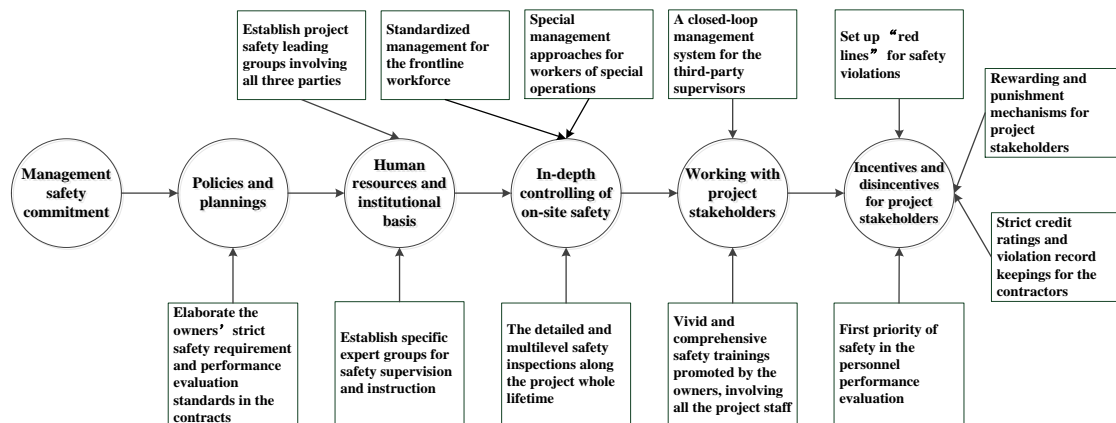 Establish project
safety leading
groups involving
all three parties
Standardized
management for
the frontline
workforce
Special
management
approaches for
workers of special
operations
A closed-loop
management
system for the
third-party
supervisors
Set up “red
lines” for safety
violations
Rewarding and
punishment
mechanisms for
project
stakeholders
Management
safety
commitment
Policies and
plannings
Human
resources and
institutional
basis
In-depth
controlling of
on-site safety
Working with
project
stakeholders
Incentives and
disincentives
for project
stakeholders
Strict credit
ratings and
violation record
keepings for the
contractors
Elaborate the
owners’ strict
safety requirement
and performance
evaluation
standards in the
contracts
Establish specific
expert groups for
safety supervision
and instruction
The detailed and
multilevel safety
inspections along
the project whole
lifetime
Vivid and
comprehensive
safety trainings
promoted by the
owners, involving
all the project staff
First priority of
safety in the
personnel
performance
evaluation